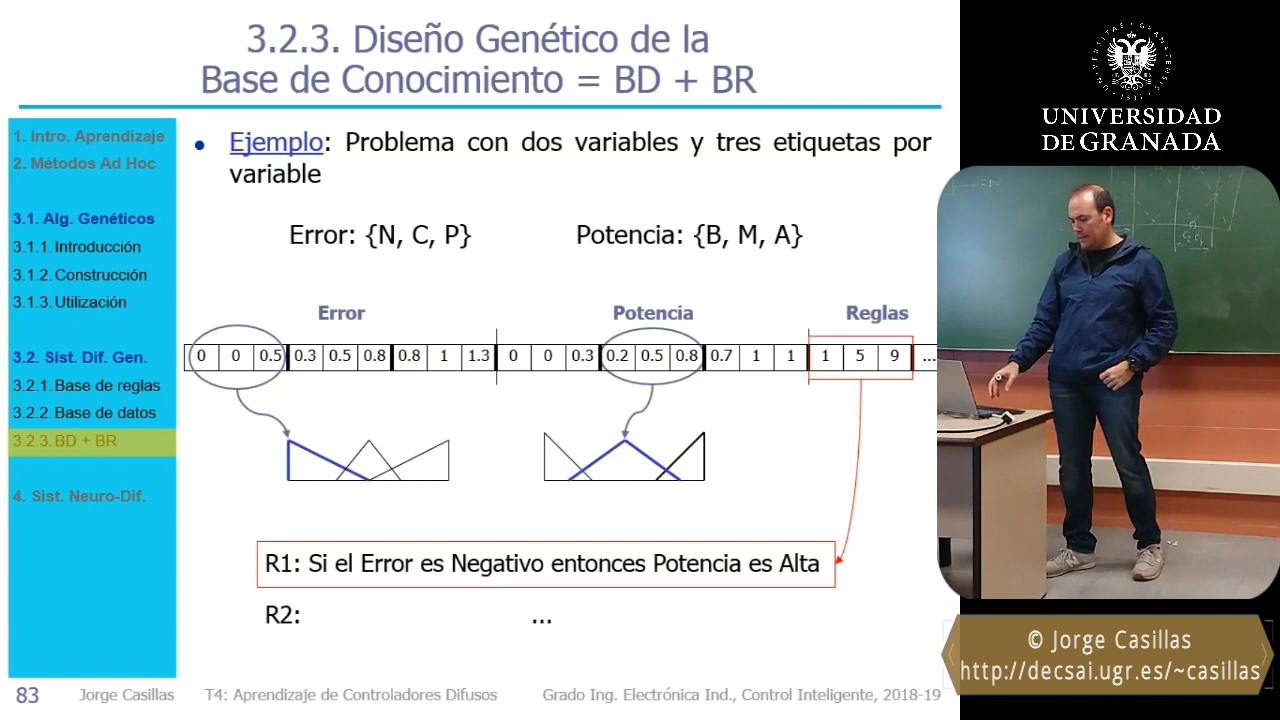 3.2.3. Diseño Genético de la
Base de Conocimiento = BD + BR
1. Intro. Aprendizaje
2. Métodos Ad Hoc
3.1. Alg. Genéticos
3.1.1. Introducción
3.1.2. Construcción
3.1.3. Utilización
3.2. Sist. Dif. Gen.
3.2.1. Base de reglas
3.2.2. Base de datos
3.2.3. BD + BR
4. Sist. Neuro-Dif.
• Ejemplo: Problema con dos variables y tres etiquetas por
variable
Error: {N, C, P} Potencia: {B, M, A}
Error Potencia Reglas
0 0 0.5 0.3 0.5 0.8 0.8 1 1.3 0 0 0.3 0.2 0.5 0.8 0.7 1 1 1 5 9 ...
R1: Si el Error es Negativo entonces Potencia es Alta
R2: ...
83 Jorge Casillas T4: Aprendizaje de Controladores Difusos Grado Ing. Electrónica Ind., Control Inteligente, 2018-19
UNIVERSIDAD
DE GRANADA
© Jorge Casillas
http://decsai.ugr.es/~casillas